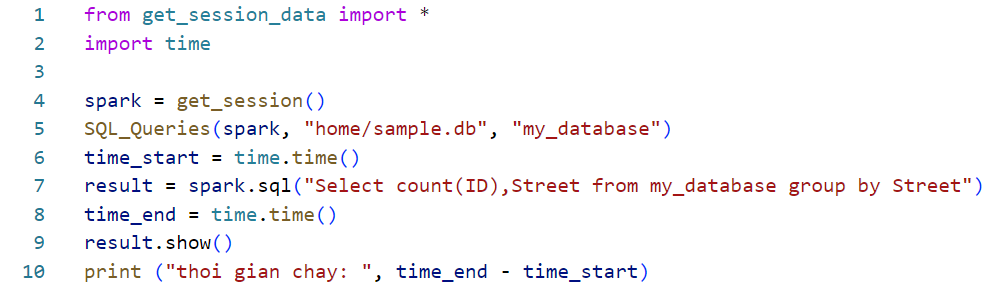 1 from get_session_data import *
2 import time
3
4 spark = get_session()
5 SQL_Queries(spark, "home/sample.db", "my_database")
6 time_start = time.time()
7 result = spark.sql("Select count(ID),Street from my_database group by Street")
8 time_end = time.time()
9 result.show()
10 print ("thoi gian chay: ", time_end - time_start)